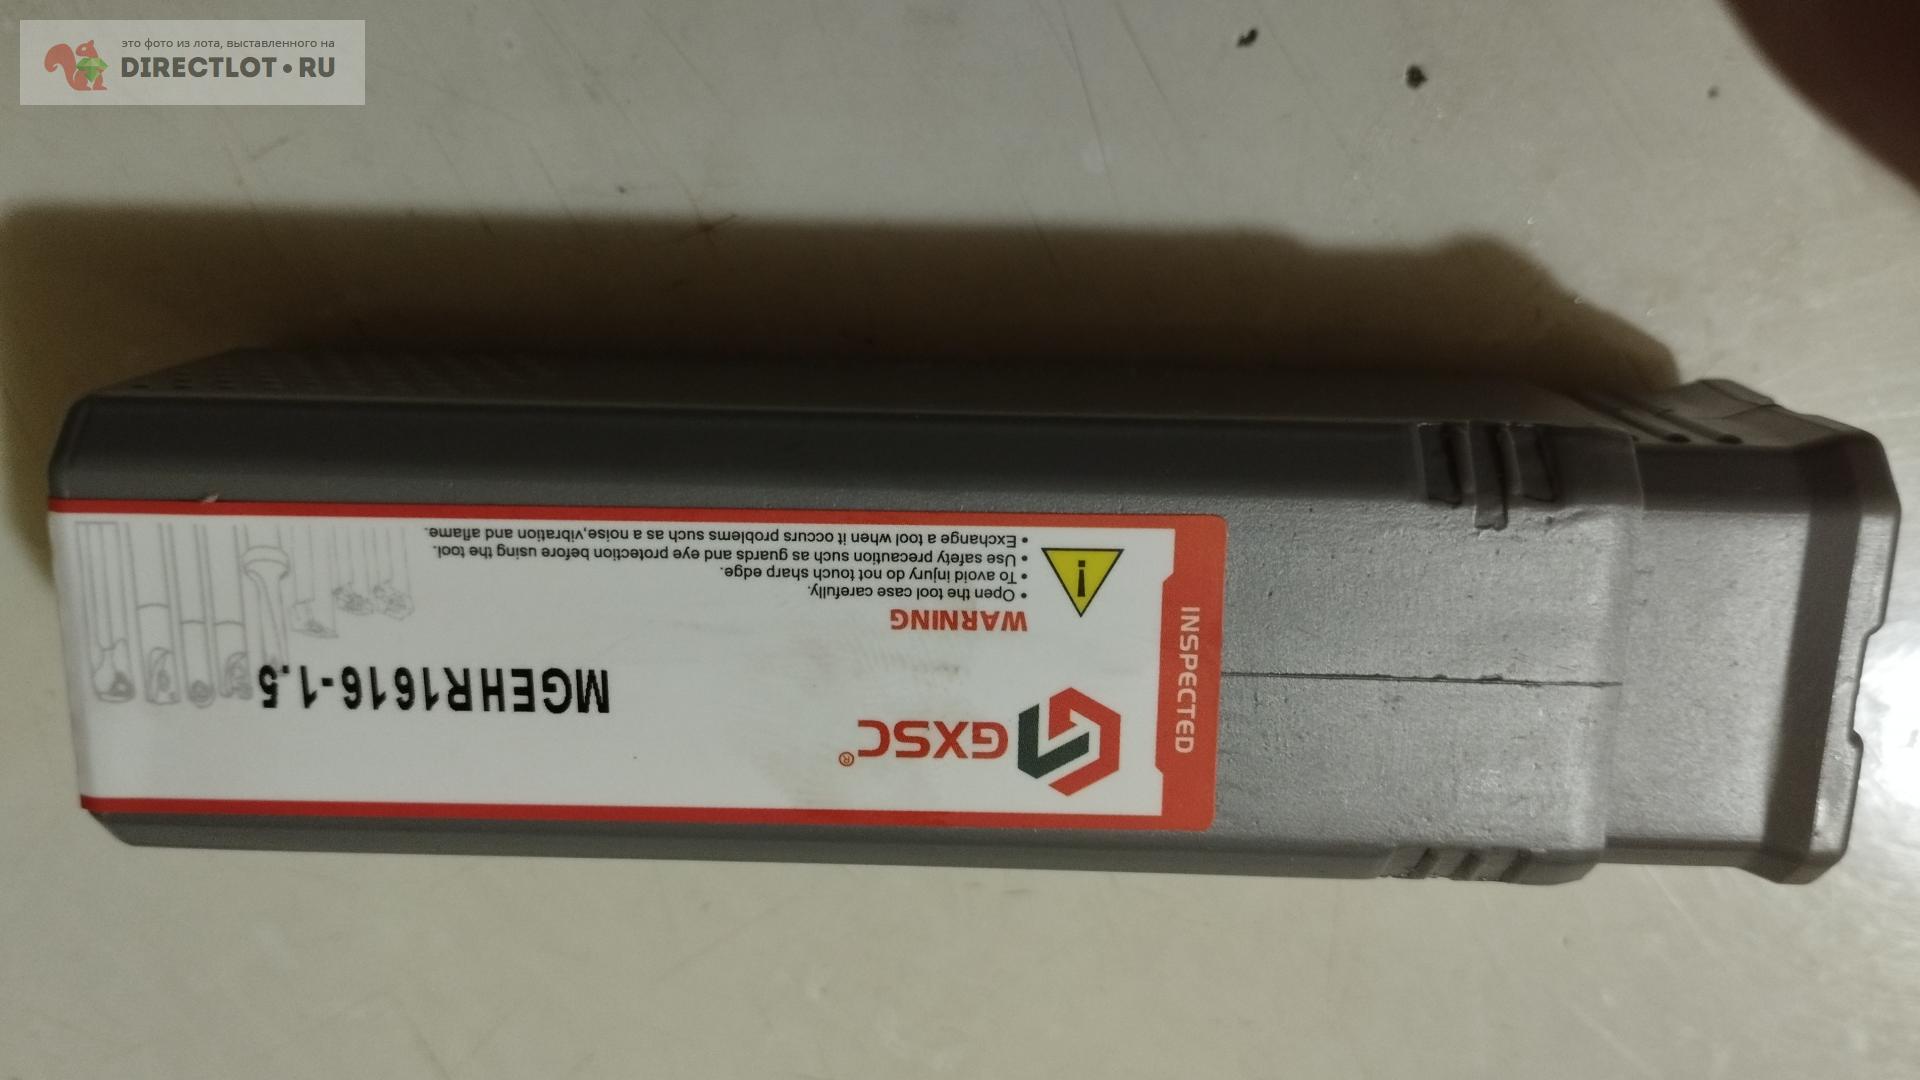 это фото из лота, выставленного на
DIRECTLOT•RU
INSPECTED
GXSC®
MGEHR1616-1.5
WARNING
• Open the tool case carefully.
• To avoid injury do not touch sharp edge.
• Use safety precaution such as guards and eye protection before using the tool.
• Exchange a tool when it occurs problems such as a noise,vibration and aflame.